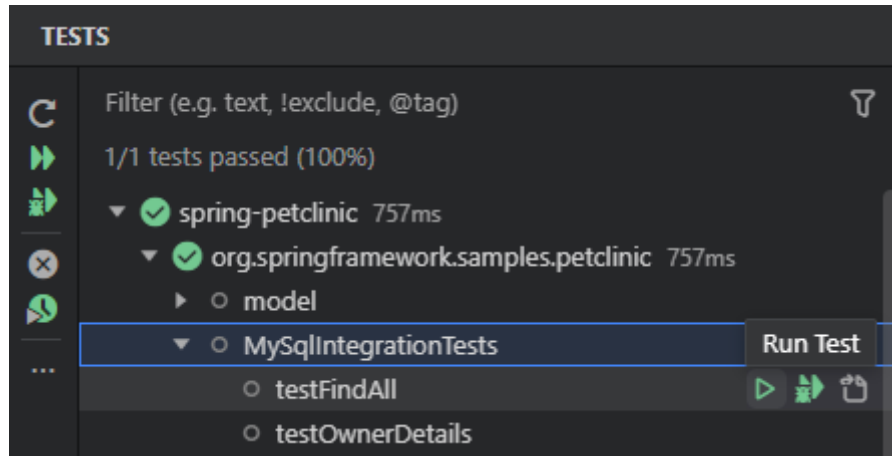 TESTS
Filter (e.g. text, !exclude, @tag)
1/1 tests passed (100%)
spring-petclinic 757ms
org.springframework.samples.petclinic 757ms
model
MySqlIntegrationTests Run Test
testFindAll
testOwnerDetails